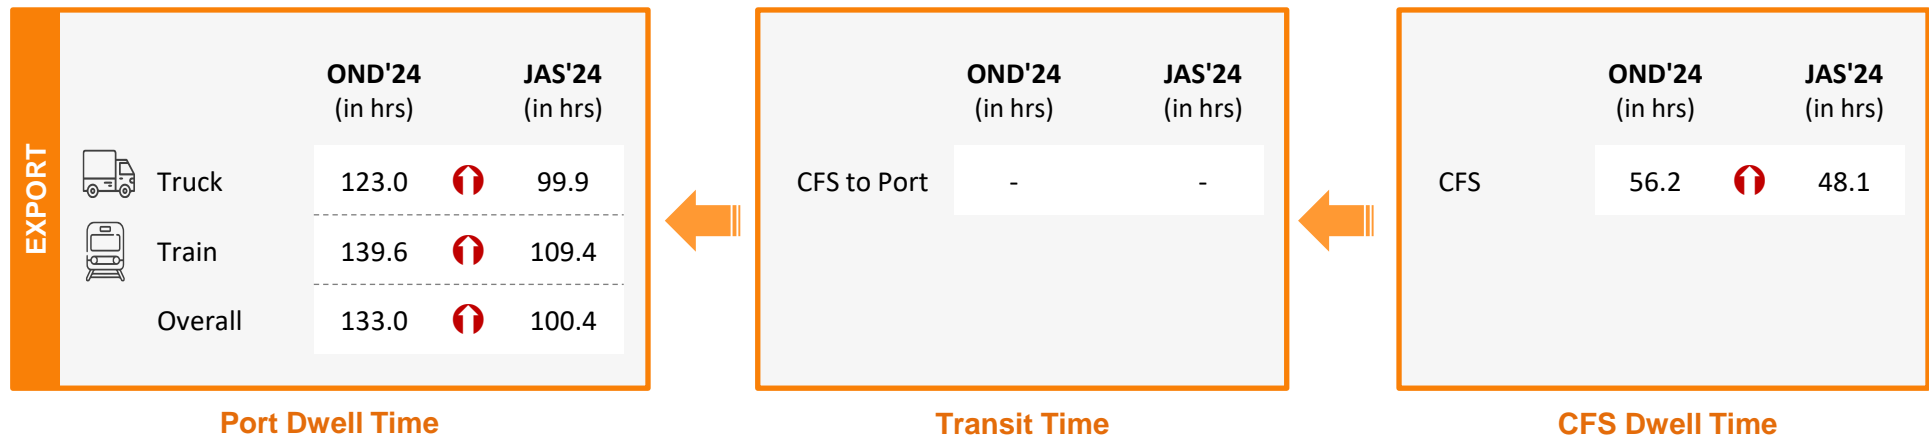 EXPORT
OND'24 JAS'24
(in hrs) (in hrs)
Truck 123.0 99.9
Train 139.6 109.4
Overall 133.0 100.4
Port Dwell Time
OND'24 JAS'24
(in hrs) (in hrs)
CFS to Port - -
Transit Time
OND'24 JAS'24
(in hrs) (in hrs)
CFS 56.2 48.1
CFS Dwell Time